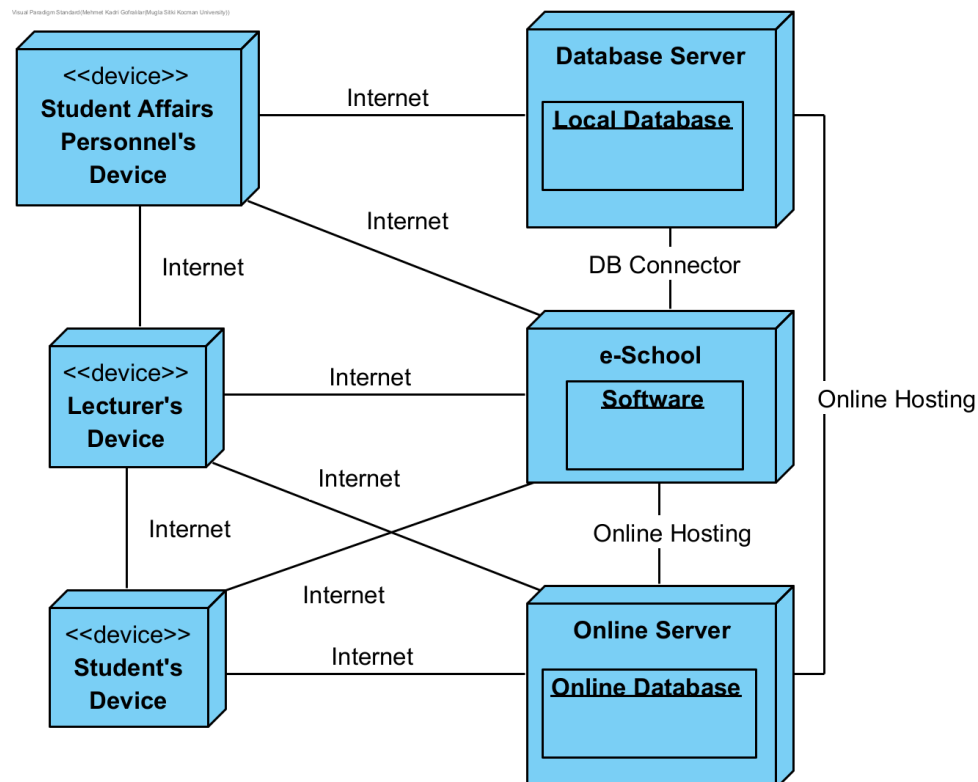 Visual Paradigm Standard(Mehmet Kadri Gofralılar(Mugla Sitki Kocman University))
<<device>>
Student Affairs
Personnel's
Device
Internet
Database Server
Local Database
Internet
Internet
DB Connector
<<device>>
Lecturer's
Device
Internet
e-School
Software
Online Hosting
Internet
Internet
Online Hosting
Internet
<<device>>
Student's
Device
Internet
Online Server
Online Database